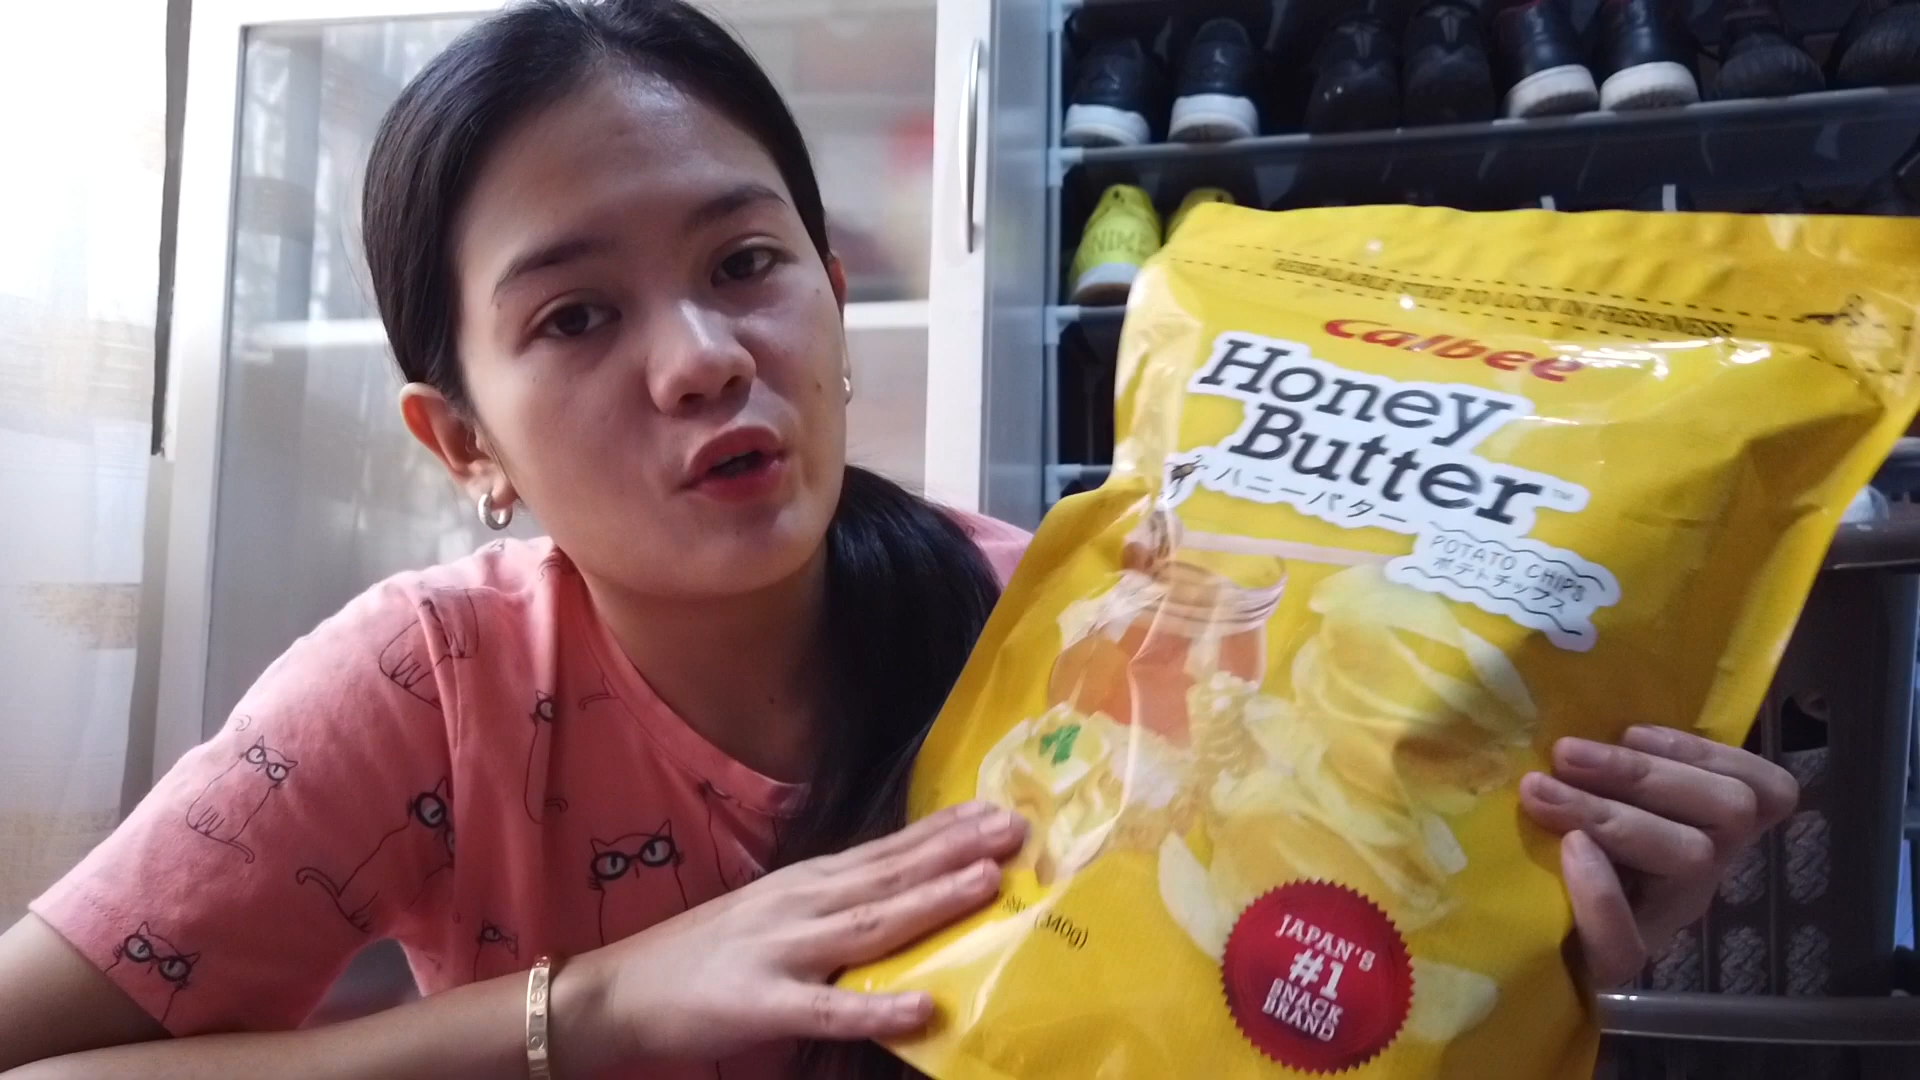 NIKE
RESEALABLE STRIP TO LOCK IN FRESHNESS
Calbee
Honey
Butter™
ハニーバター
POTATO CHIPS
ポテトチップス
(340g)
JAPAN'S
#1
SNACK
BRAND